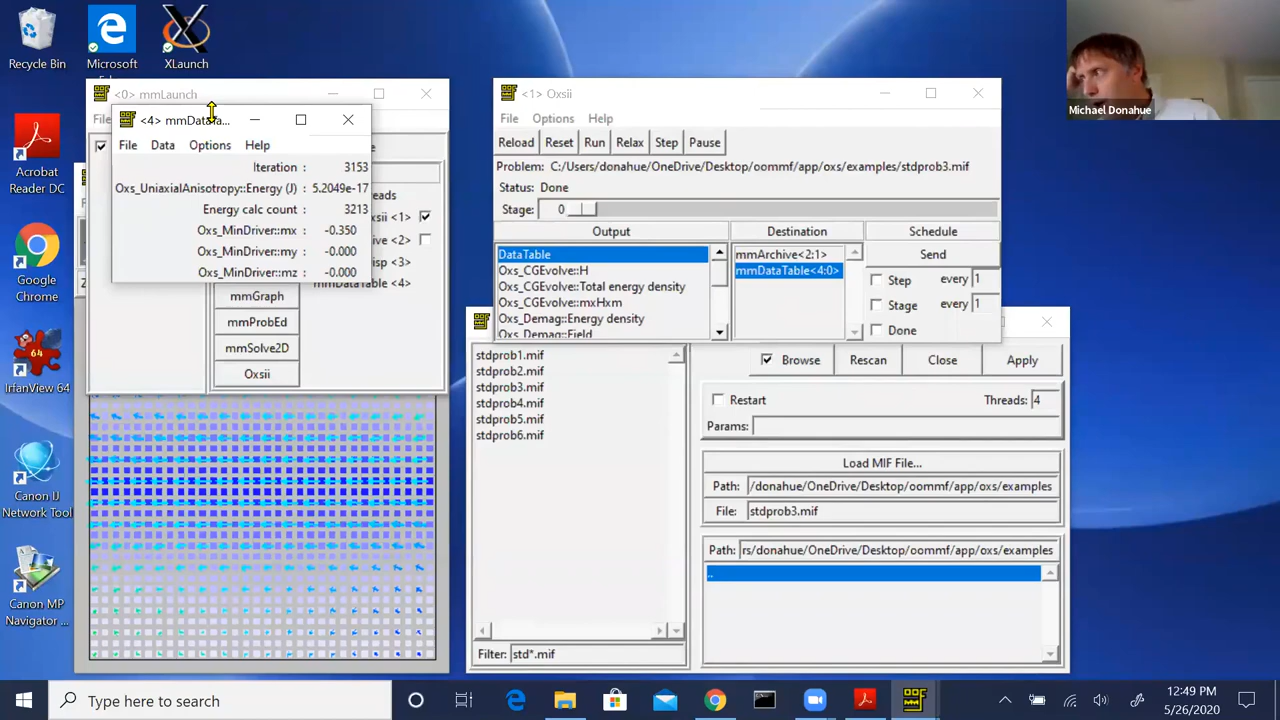 Recycle Bin
Microsoft
XLaunch
Acrobat
Reader DC
Google
Chrome
IrfanView 64
Canon IJ
Network Tool
Canon MP
Navigator ...
<0> mmLaunch
File
<4> mmDataTa...
File Data Options Help
Iteration : 3153
Oxs_UniaxialAnisotropy::Energy (J) : 5.2049e-17
Energy calc count : 3213
Oxs_MinDriver::mx : -0.350
Oxs_MinDriver::my : -0.000
Oxs_MinDriver::mz : -0.000
mmDataTable <4>
mmGraph
mmProbEd
mmSolve2D
Oxsii
<1> Oxsii
File Options Help
Reload Reset Run Relax Step Pause
Problem: C:/Users/donahue/OneDrive/Desktop/oommf/app/oxs/examples/stdprob3.mif
Status: Done
Stage: 0
Output Destination Schedule
DataTable
Oxs_CGEvolve::H
Oxs_CGEvolve::Total energy density
Oxs_CGEvolve::mxHxm
Oxs_Demag::Energy density
Oxs_Demag::Field
mmArchive<2:1>
mmDataTable<4:0>
Send
Step every 1
Stage every 1
Done
stdprob1.mif
stdprob2.mif
stdprob3.mif
stdprob4.mif
stdprob5.mif
stdprob6.mif
Filter: std*.mif
Browse Rescan Close Apply
Restart Threads: 4
Params:
Load MIF File...
Path: /donahue/OneDrive/Desktop/oommf/app/oxs/examples
File: stdprob3.mif
Path: rs/donahue/OneDrive/Desktop/oommf/app/oxs/examples
..
Michael Donahue
Type here to search
12:49 PM
5/26/2020